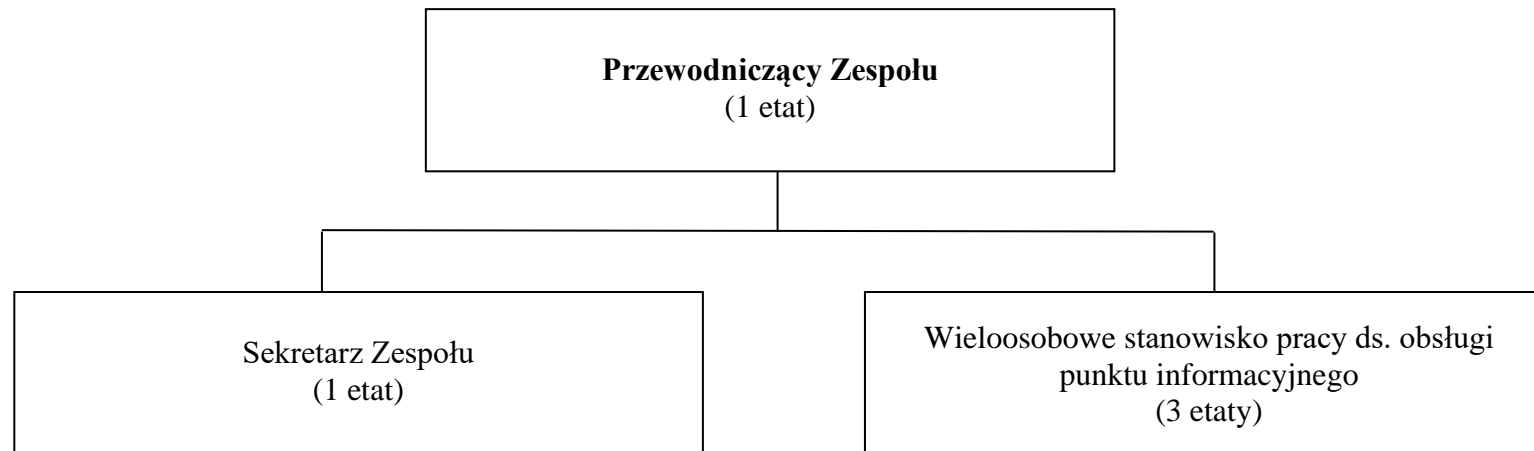 Przewodniczący Zespołu
(1 etat)
Sekretarz Zespołu
(1 etat)
Wieloosobowe stanowisko pracy ds. obsługi
punktu informacyjnego
(3 etaty)